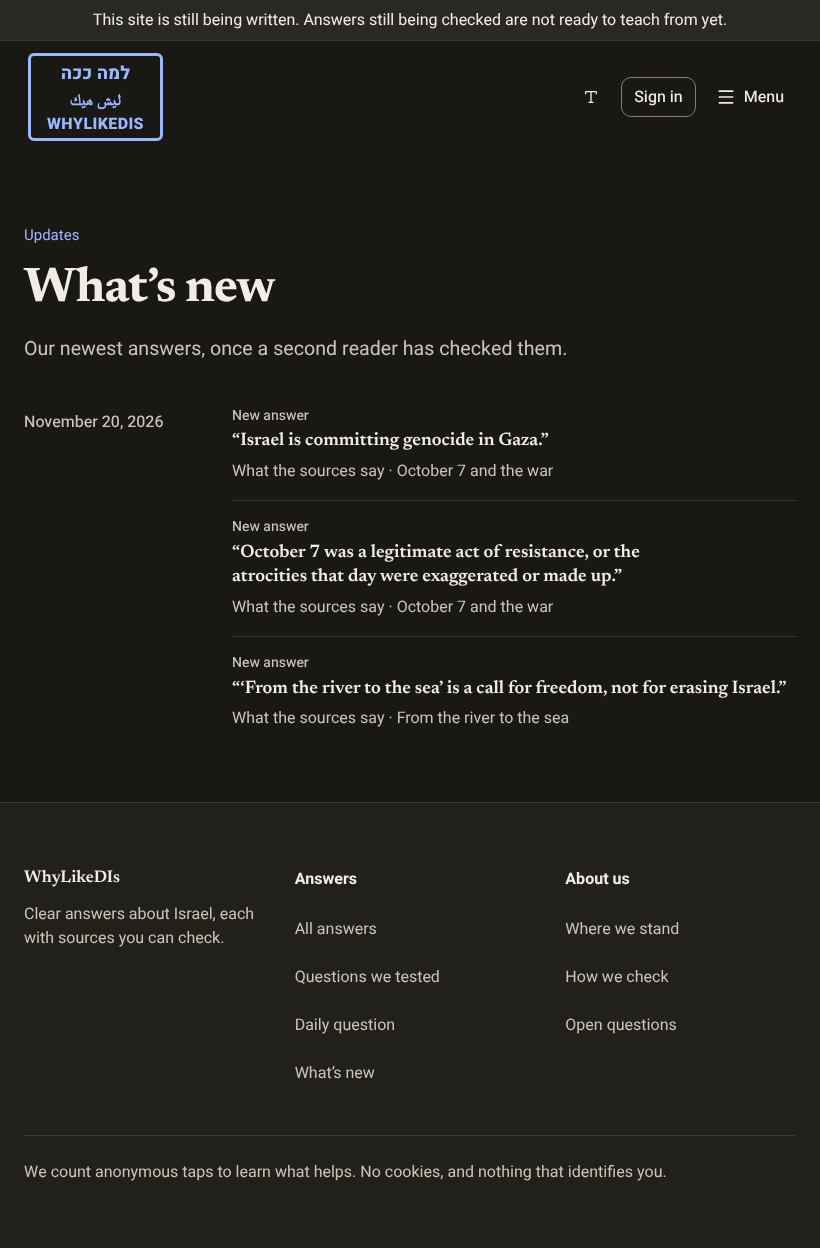 This site is still being written. Answers still being checked are not ready to teach from yet.
למה ככה
ليش هيك
WHYLIKEDIS
T
Sign in
Menu
Updates
What’s new
Our newest answers, once a second reader has checked them.
November 20, 2026
New answer
“Israel is committing genocide in Gaza.”
What the sources say · October 7 and the war
New answer
“October 7 was a legitimate act of resistance, or the
atrocities that day were exaggerated or made up.”
What the sources say · October 7 and the war
New answer
“‘From the river to the sea’ is a call for freedom, not for erasing Israel.”
What the sources say · From the river to the sea
WhyLikeDIs
Clear answers about Israel, each
with sources you can check.
Answers
All answers
Questions we tested
Daily question
What’s new
About us
Where we stand
How we check
Open questions
We count anonymous taps to learn what helps. No cookies, and nothing that identifies you.